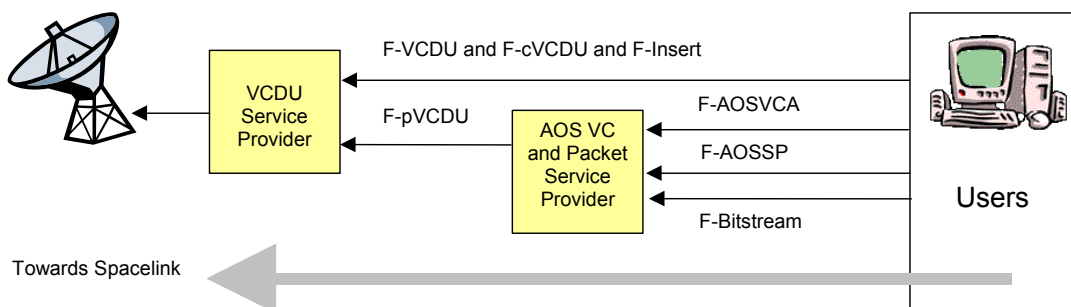 F-VCDU and F-cVCDU and F-Insert
VCDU
Service
Provider
F-pVCDU
AOS VC
and Packet
Service
Provider
F-AOSVCA
F-AOSSP
F-Bitstream
Users
Towards Spacelink